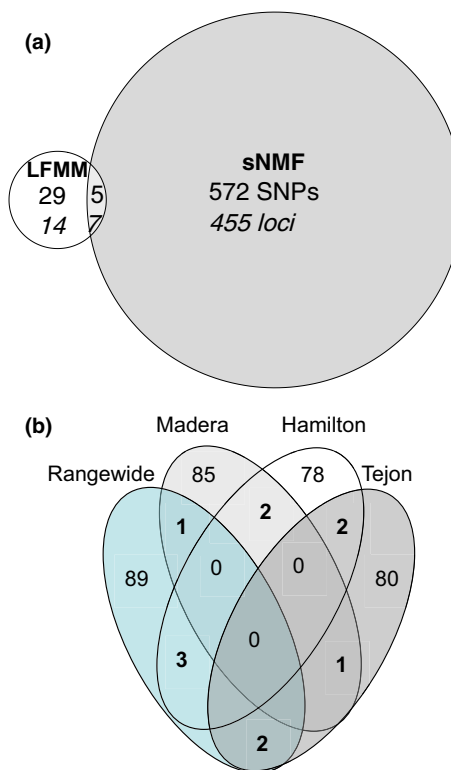 (a)
LFMM
29 5
14 7
sNMF
572 SNPs
455 loci
(b)
Madera Hamilton
Rangewide Tejon
85 78
1 2 2
89 0 0 80
0
3 1
2